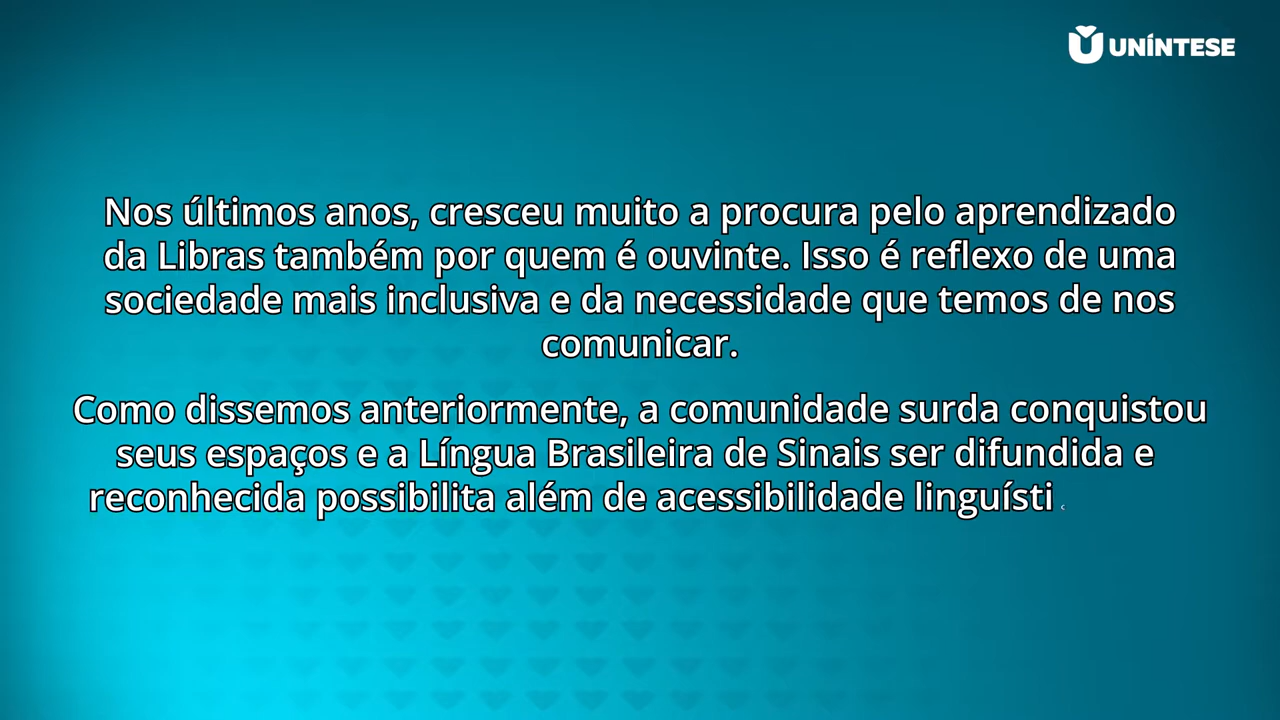 UNÍNTESE
Nos últimos anos, cresceu muito a procura pelo aprendizado
da Libras também por quem é ouvinte. Isso é reflexo de uma
sociedade mais inclusiva e da necessidade que temos de nos
comunicar.
Como dissemos anteriormente, a comunidade surda conquistou
seus espaços e a Língua Brasileira de Sinais ser difundida e
reconhecida possibilita além de acessibilidade linguísti